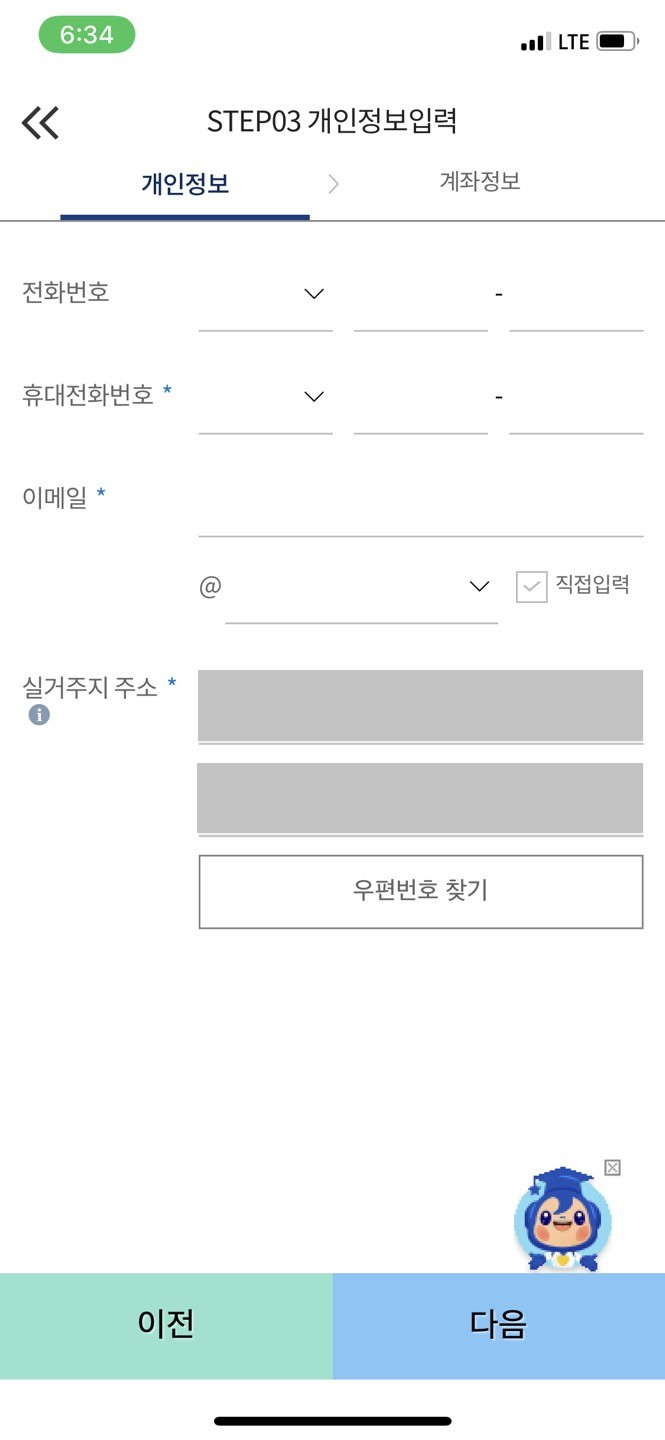 6:34
LTE
STEP03 개인정보입력
개인정보
계좌정보
전화번호
-
휴대전화번호 *
-
이메일 *
@
직접입력
실거주지 주소 *
i
우편번호 찾기
이전
다음